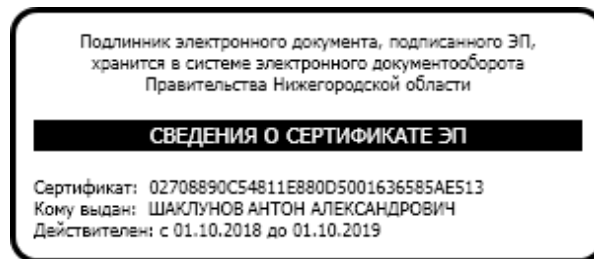 Подлинник электронного документа, подписанного ЭП,
хранится в системе электронного документооборота
Правительства Нижегородской области
СВЕДЕНИЯ О СЕРТИФИКАТЕ ЭП
Сертификат: 02708890C54811E880D5001636585AE513
Кому выдан: ШАКЛУНОВ АНТОН АЛЕКСАНДРОВИЧ
Действителен: с 01.10.2018 до 01.10.2019